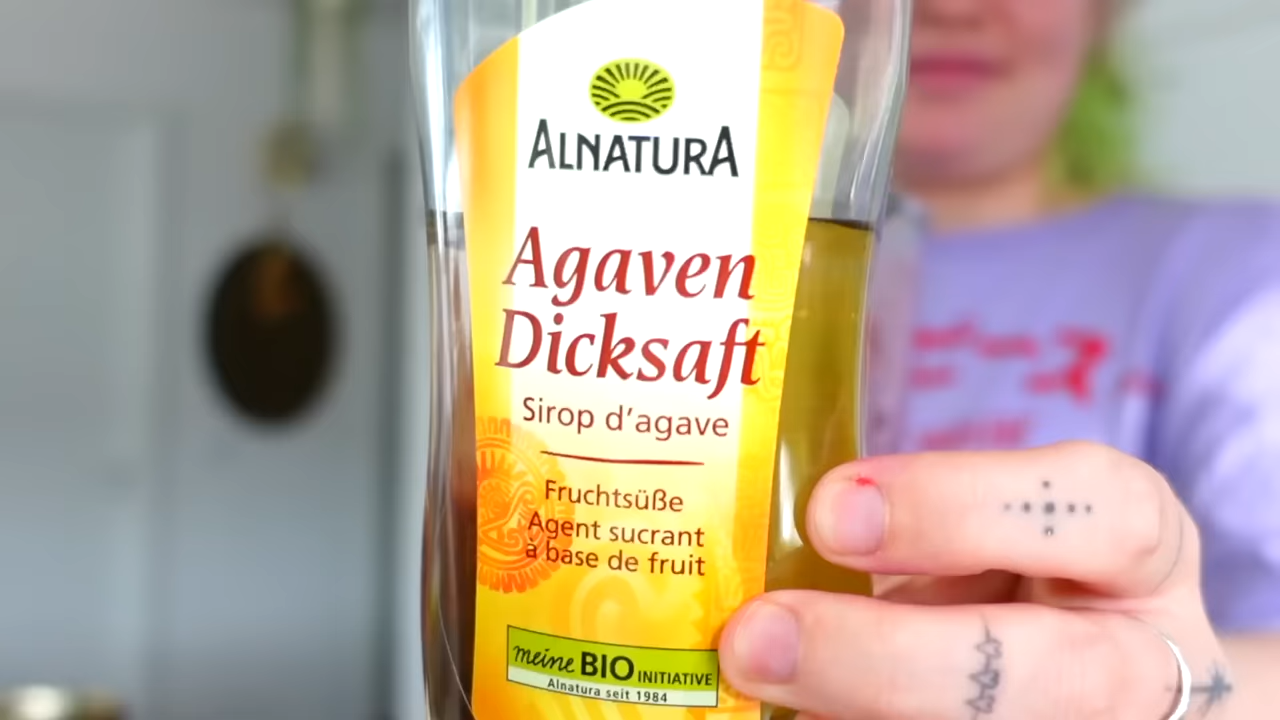 ALNATURA
Agaven
Dicksaft
Sirop d'agave
Fruchtsüße
Agent sucrant
à base de fruit
meine BIO INITIATIVE
Alnatura seit 1984